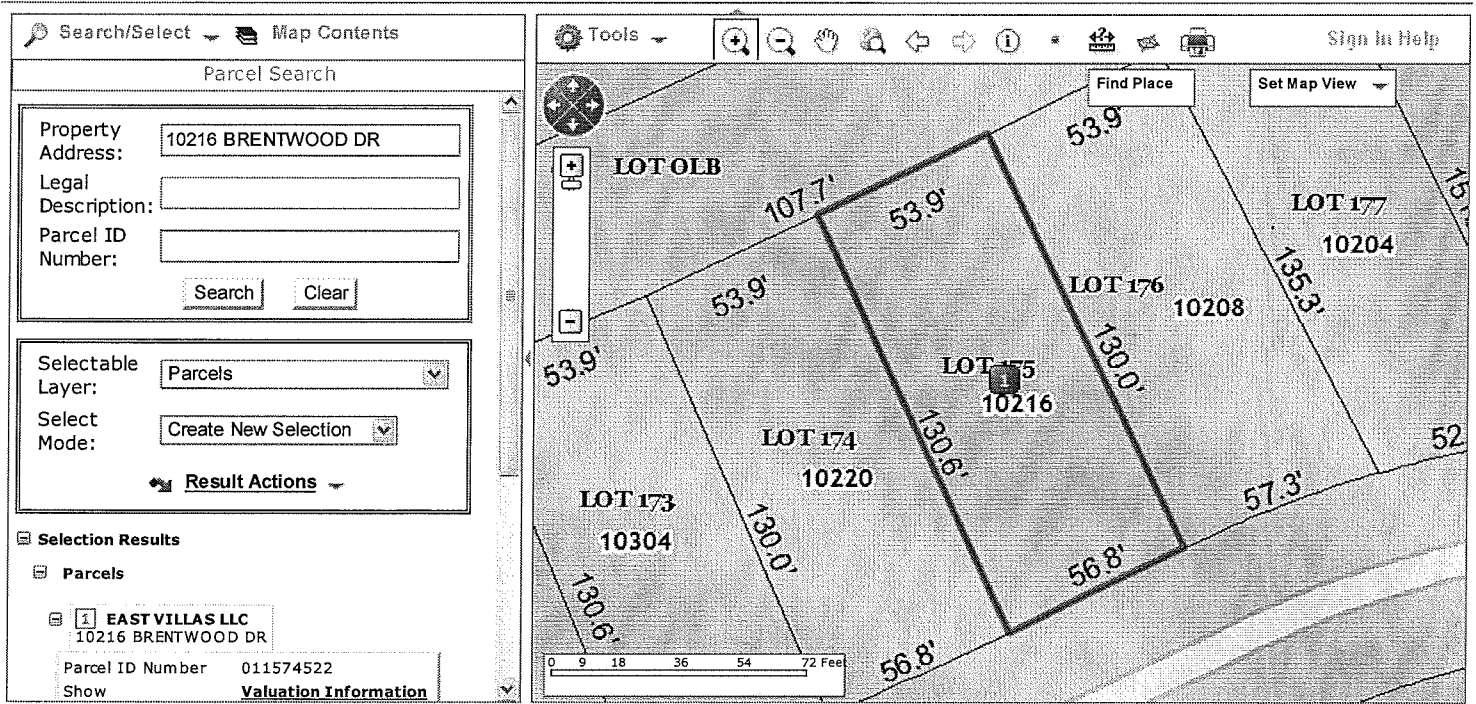 Search/Select Map Contents
Parcel Search
Property Address: 10216 BRENTWOOD DR
Legal Description:
Parcel ID Number:
Search Clear
Selectable Layer: Parcels
Select Mode: Create New Selection
Result Actions
Selection Results
Parcels
1 EAST VILLAS LLC
10216 BRENTWOOD DR
Parcel ID Number 011574522
Show Valuation Information
Tools Sign In Help
Find Place Set Map View
53.9'
LOT OLB
107.7'
53.9'
LOT 177
10204
135.3'
53.9'
LOT 176
10208
130.0'
53.9'
LOT 175
1
10216
130.6'
LOT 174
10220
52
57.3'
LOT 173
10304
130.0'
56.8'
130.6'
56.8'
0 9 18 36 54 72 Feet